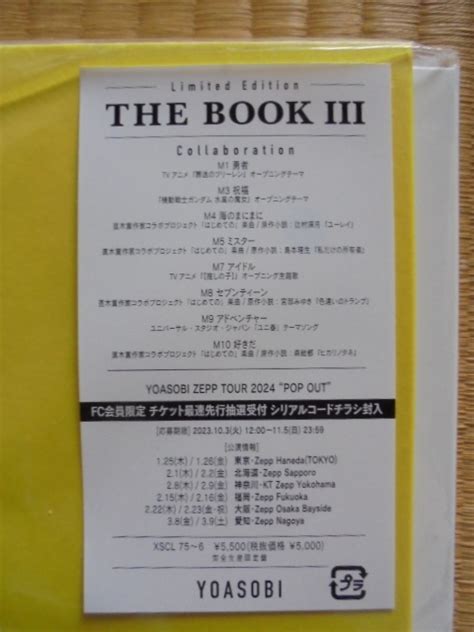 Limited Edition
THE BOOK III
Collaboration
M1 勇者
TV アニメ『葬送のフリーレン』オープニングテーマ
M3 祝福
『機動戦士ガンダム 水星の魔女』オープニングテーマ
M4 海のまにまに
直木賞作家コラボプロジェクト「はじめての」楽曲 / 原作小説：辻村深月『ユーレイ』
M5 ミスター
直木賞作家コラボプロジェクト「はじめての」楽曲 / 原作小説：島本理生『私だけの所有者』
M7 アイドル
TV アニメ『【推しの子】』オープニング主題歌
M8 セブンティーン
直木賞作家コラボプロジェクト「はじめての」楽曲 / 原作小説：宮部みゆき『色違いのトランプ』
M9 アドベンチャー
ユニバーサル・スタジオ・ジャパン「ユニ春」テーマソング
M10 好きだ
直木賞作家コラボプロジェクト「はじめての」楽曲 / 原作小説：森絵都『ヒカリノタネ』
YOASOBI ZEPP TOUR 2024 “POP OUT”
FC会員限定 チケット最速先行抽選受付 シリアルコードチラシ封入
[応募期間] 2023.10.3(火) 12:00〜11.5(日) 23:59
[公演情報]
1.25(木) / 1.26(金) 東京・Zepp Haneda(TOKYO)
2.1(木) / 2.2(金) 北海道・Zepp Sapporo
2.8(木) / 2.9(金) 神奈川・KT Zepp Yokohama
2.15(木) / 2.16(金) 福岡・Zepp Fukuoka
2.22(木) / 2.23(金・祝) 大阪・Zepp Osaka Bayside
3.8(金) / 3.9(土) 愛知・Zepp Nagoya
XSCL 75〜6 ¥5,500(税抜価格 ¥5,000)
完全生産限定盤
YOASOBI
プラ